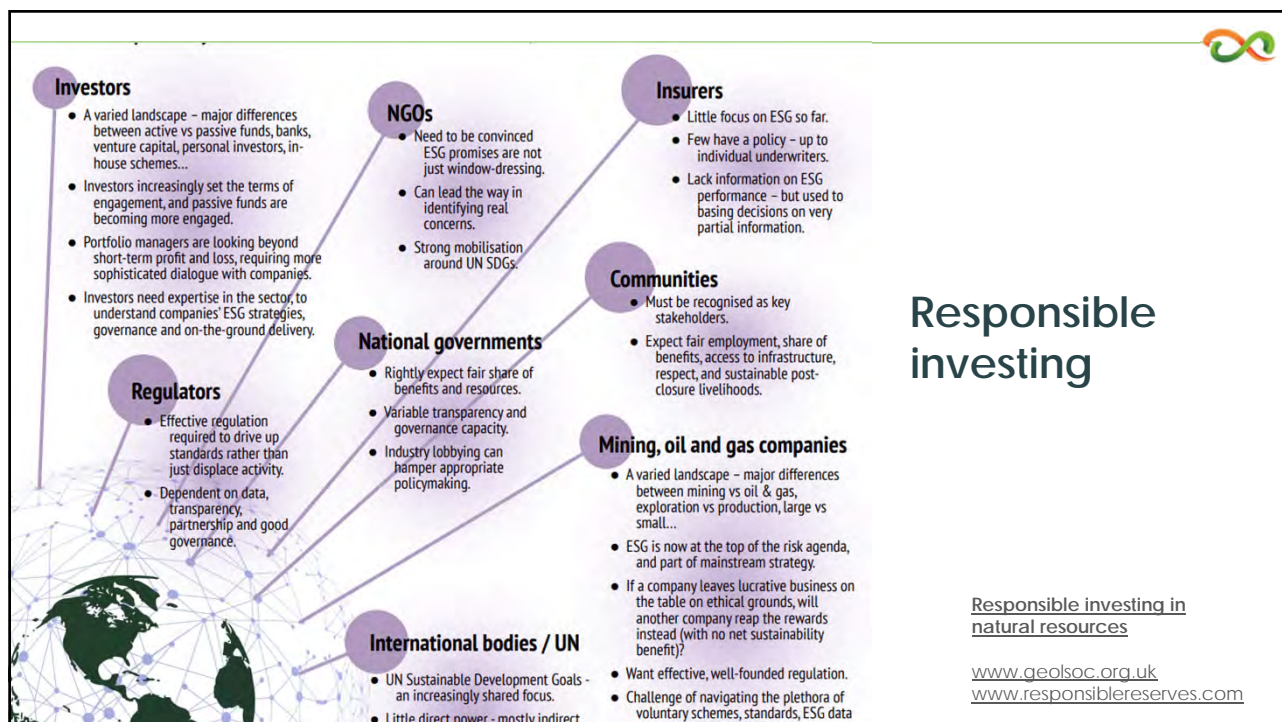 Investors
● A varied landscape – major differences
between active vs passive funds, banks,
venture capital, personal investors, in-
house schemes...
● Investors increasingly set the terms of
engagement, and passive funds are
becoming more engaged.
● Portfolio managers are looking beyond
short-term profit and loss, requiring more
sophisticated dialogue with companies.
● Investors need expertise in the sector, to
understand companies' ESG strategies,
governance and on-the-ground delivery.
NGOs
● Need to be convinced
ESG promises are not
just window-dressing.
● Can lead the way in
identifying real
concerns.
● Strong mobilisation
around UN SDGs.
Insurers
● Little focus on ESG so far.
● Few have a policy – up to
individual underwriters.
● Lack information on ESG
performance – but used to
basing decisions on very
partial information.
Communities
● Must be recognised as key
stakeholders.
● Expect fair employment, share of
benefits, access to infrastructure,
respect, and sustainable post-
closure livelihoods.
National governments
● Rightly expect fair share of
benefits and resources.
● Variable transparency and
governance capacity.
● Industry lobbying can
hamper appropriate
policymaking.
Regulators
● Effective regulation
required to drive up
standards rather than
just displace activity.
● Dependent on data,
transparency,
partnership and good
governance.
Mining, oil and gas companies
● A varied landscape – major differences
between mining vs oil & gas,
exploration vs production, large vs
small...
● ESG is now at the top of the risk agenda,
and part of mainstream strategy.
● If a company leaves lucrative business on
the table on ethical grounds, will
another company reap the rewards
instead (with no net sustainability
benefit)?
● Want effective, well-founded regulation.
● Challenge of navigating the plethora of
voluntary schemes, standards, ESG data
International bodies / UN
● UN Sustainable Development Goals -
an increasingly shared focus.
● Little direct power - mostly indirect
Responsible
investing
Responsible investing in
natural resources
www.geolsoc.org.uk
www.responsiblereserves.com